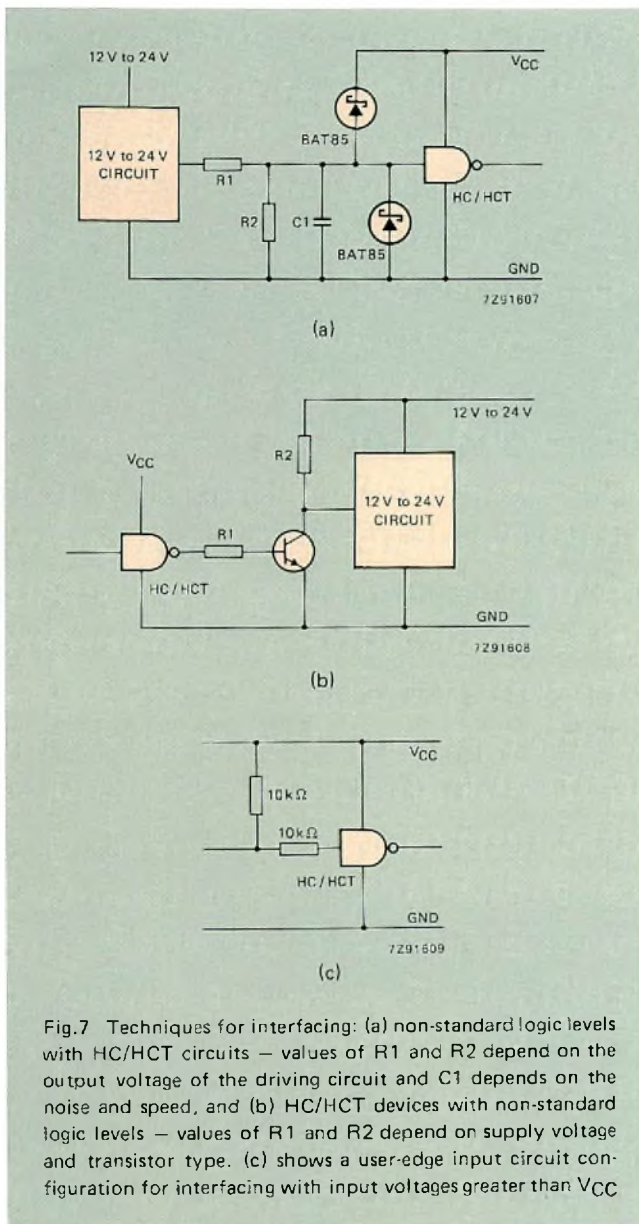 12 V to 24 V
VCC
BAT85
12 V to 24 V
CIRCUIT
R1
R2
C1
BAT85
HC/HCT
GND
7Z91607
(a)
12 V to 24 V
R2
VCC
12 V to 24 V
CIRCUIT
R1
HC/HCT
GND
7Z91608
(b)
VCC
10kΩ
10kΩ
HC/HCT
GND
7Z91609
(c)
Fig.7 Techniques for interfacing: (a) non-standard logic levels
with HC/HCT circuits — values of R1 and R2 depend on the
output voltage of the driving circuit and C1 depends on the
noise and speed, and (b) HC/HCT devices with non-standard
logic levels — values of R1 and R2 depend on supply voltage
and transistor type. (c) shows a user-edge input circuit con-
figuration for interfacing with input voltages greater than VCC